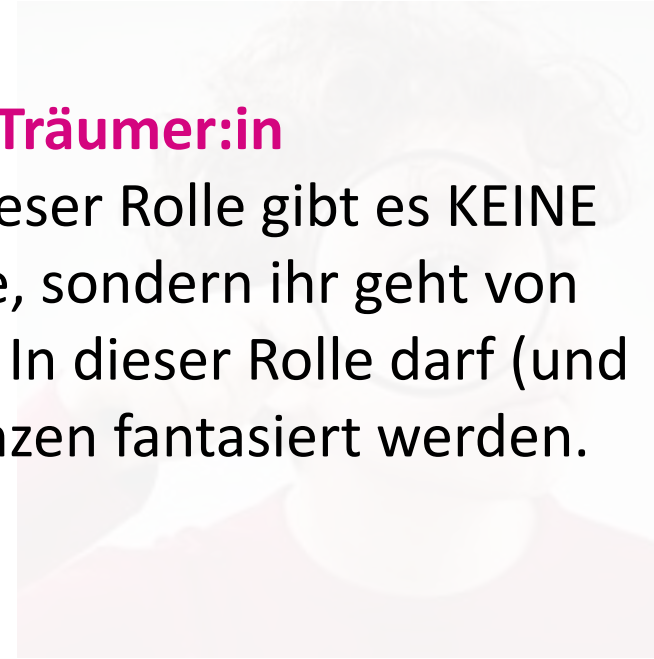 Träumer:in
eser Rolle gibt es KEINE
e, sondern ihr geht von
In dieser Rolle darf (und
nzen fantasiert werden.